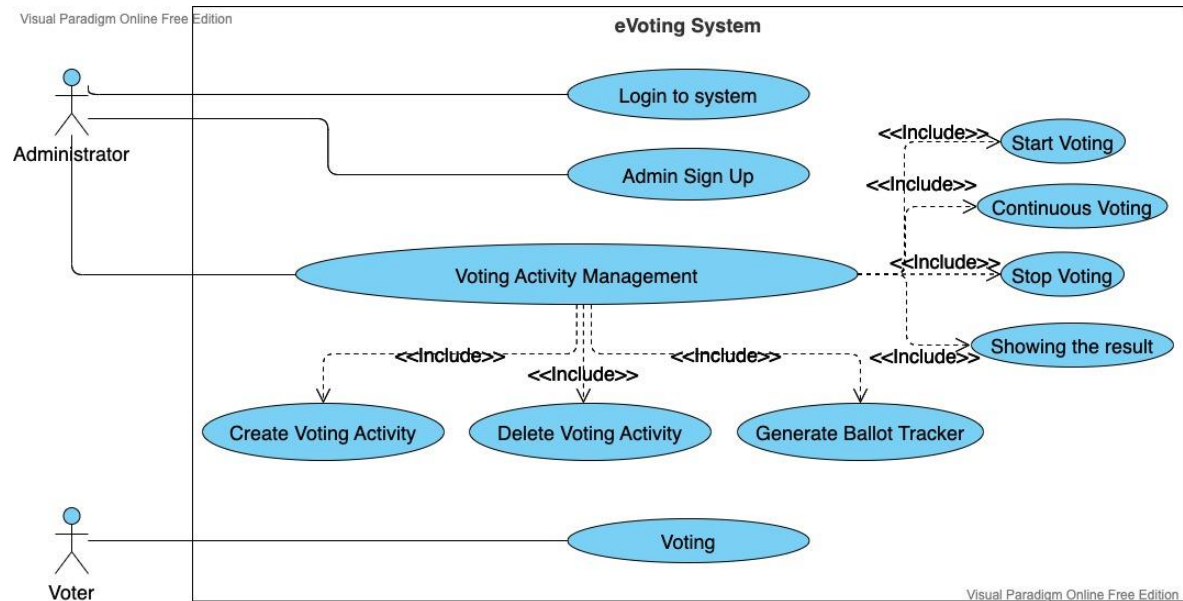 Visual Paradigm Online Free Edition
eVoting System
Login to system
Administrator
<<Include>>
Start Voting
Admin Sign Up
<<Include>>
Continuous Voting
Voting Activity Management
<<Include>>
Stop Voting
<<Include>>
Showing the result
<<Include>>
<<Include>>
<<Include>>
Create Voting Activity
Delete Voting Activity
Generate Ballot Tracker
Voting
Voter
Visual Paradigm Online Free Edition